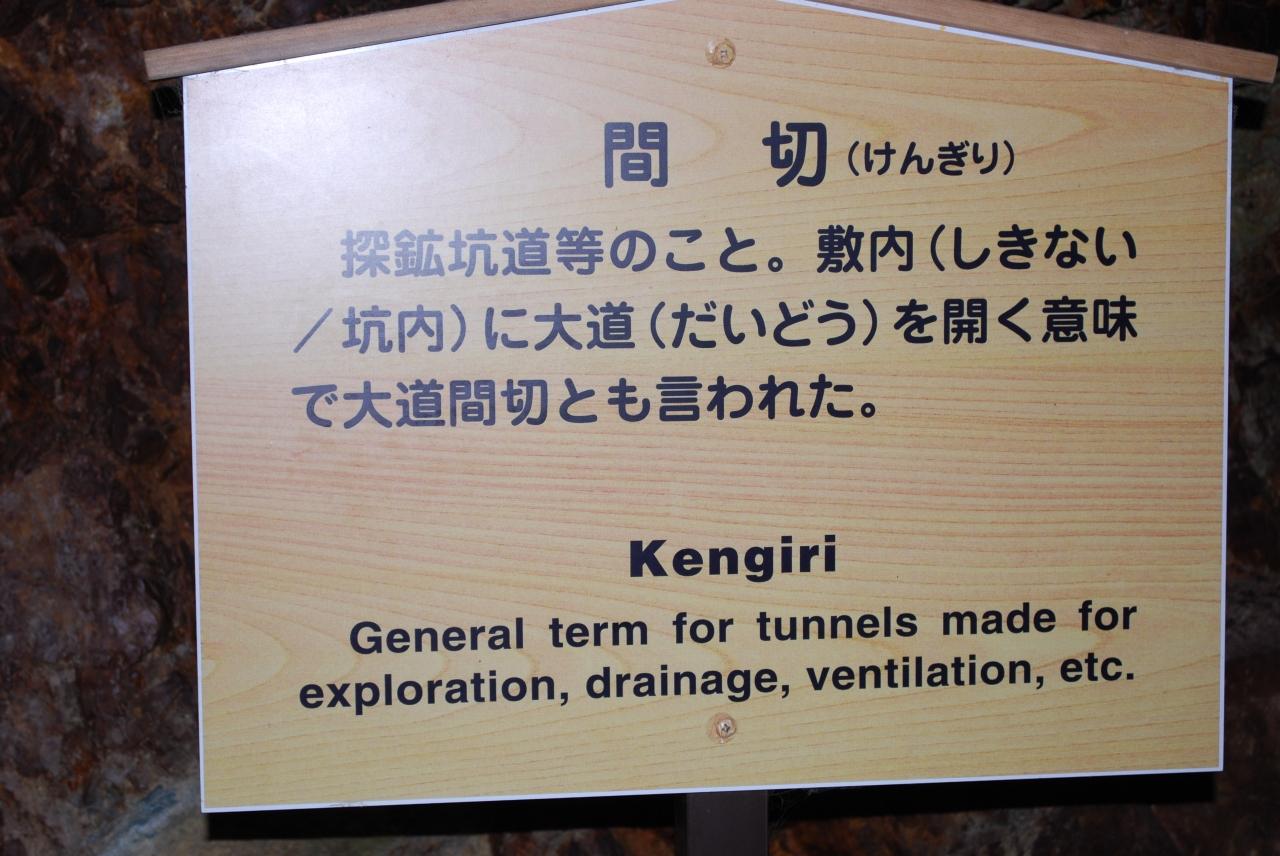 間 切(けんぎり)
探鉱坑道等のこと。敷内(しきない
/坑内)に大道(だいどう)を開く意味
で大道間切とも言われた。
Kengiri
General term for tunnels made for
exploration, drainage, ventilation, etc.